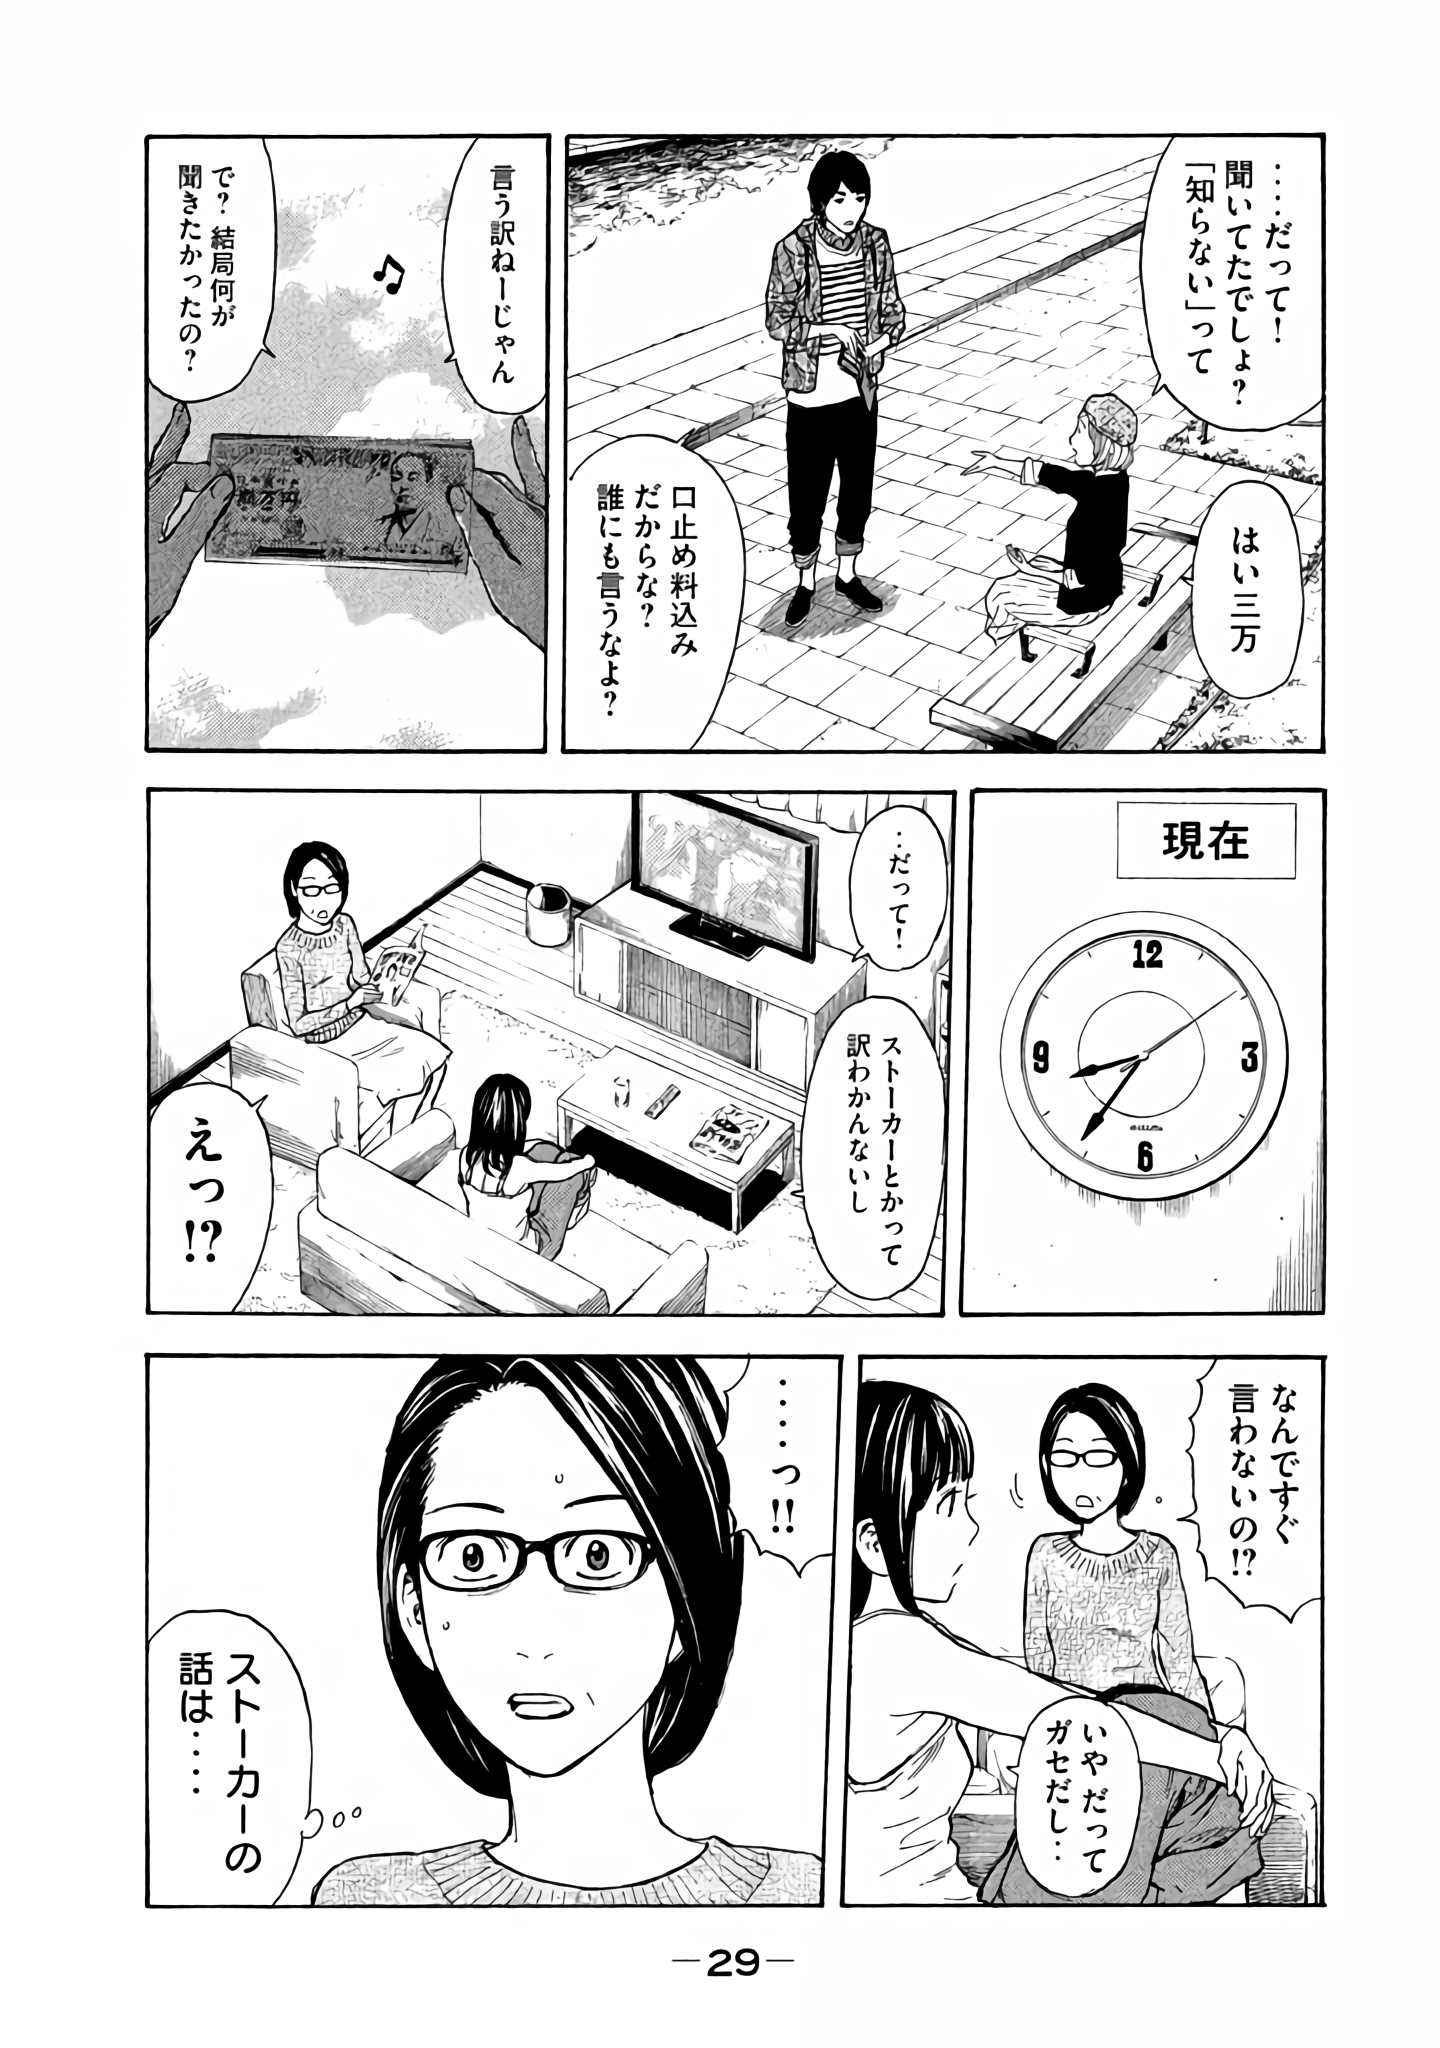 ‥‥だって!
聞いてたでしょ?
「知らない」って
はい三万
口止め料込み
だからな?
誰にも言うなよ?
言う訳ねーじゃん
で?結局何が
聞きたかったの?
現在
12
3
6
9
‥だって!
ストーカーとかって
訳わかんないし
えっ!?
なんですぐ
言わないの!?
いやだって
ガセだし‥
‥‥っ!!
ストーカーの
話は‥‥
—29—